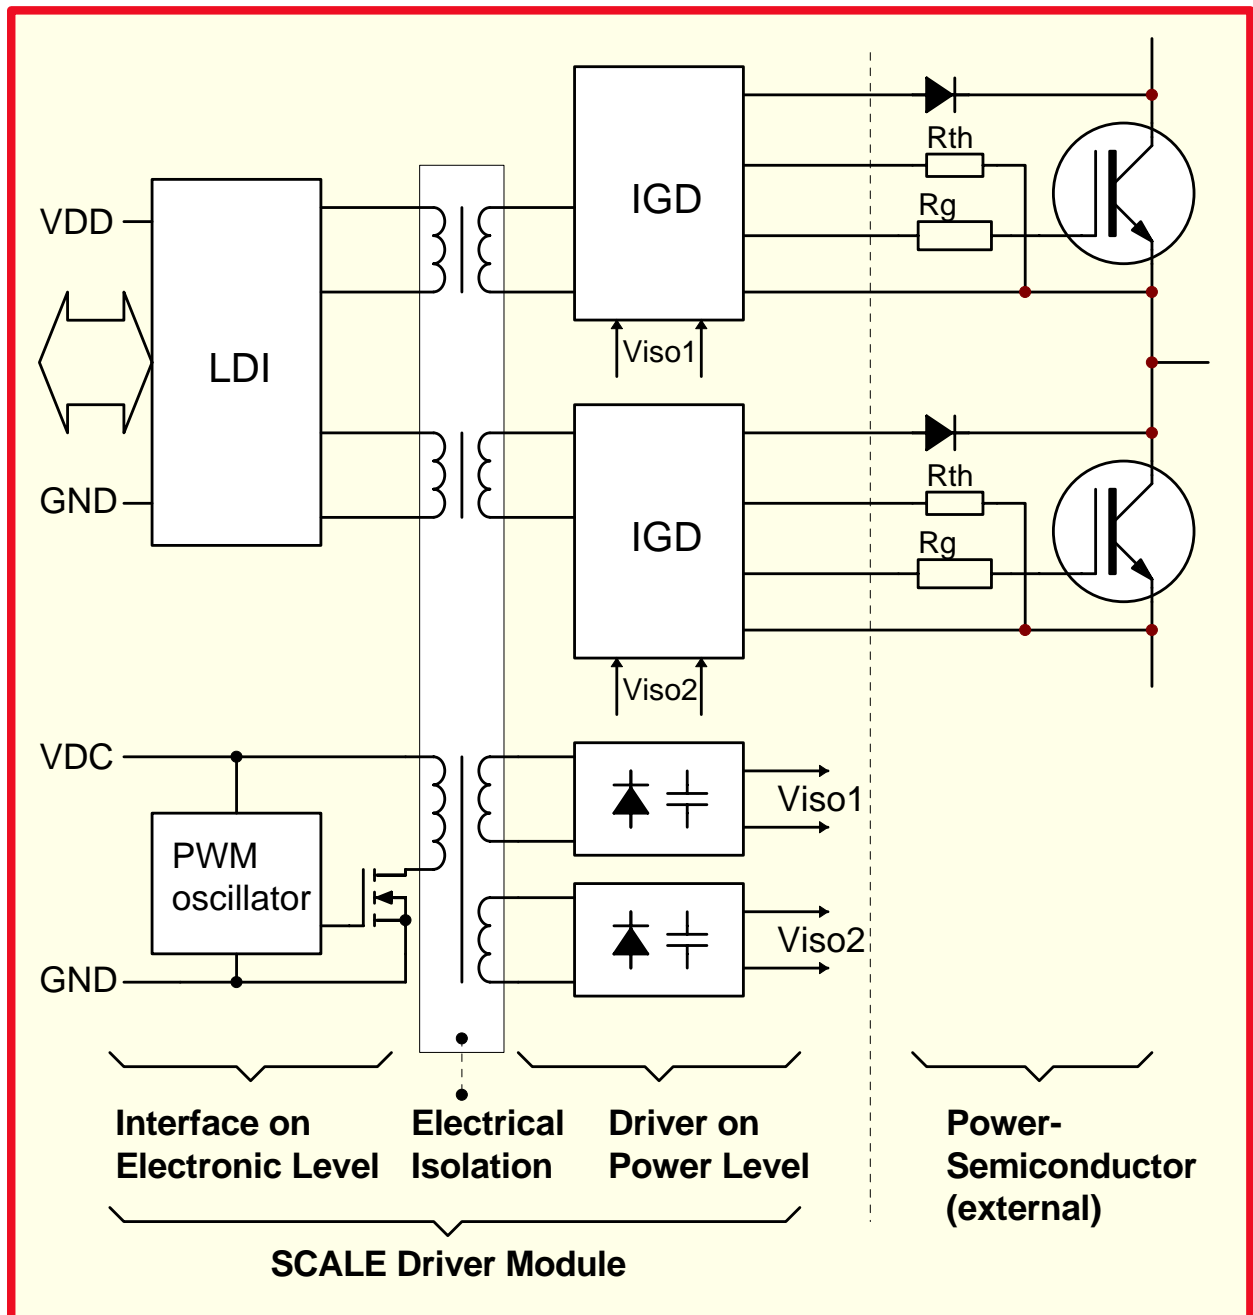 Rth
IGD
Rg
VDD
Viso1
LDI
Rth
GND
IGD
Rg
Viso2
VDC
Viso1
PWM
oscillator
Viso2
GND
Interface on
Electronic Level
Electrical
Isolation
Driver on
Power Level
Power-
Semiconductor
(external)
SCALE Driver Module